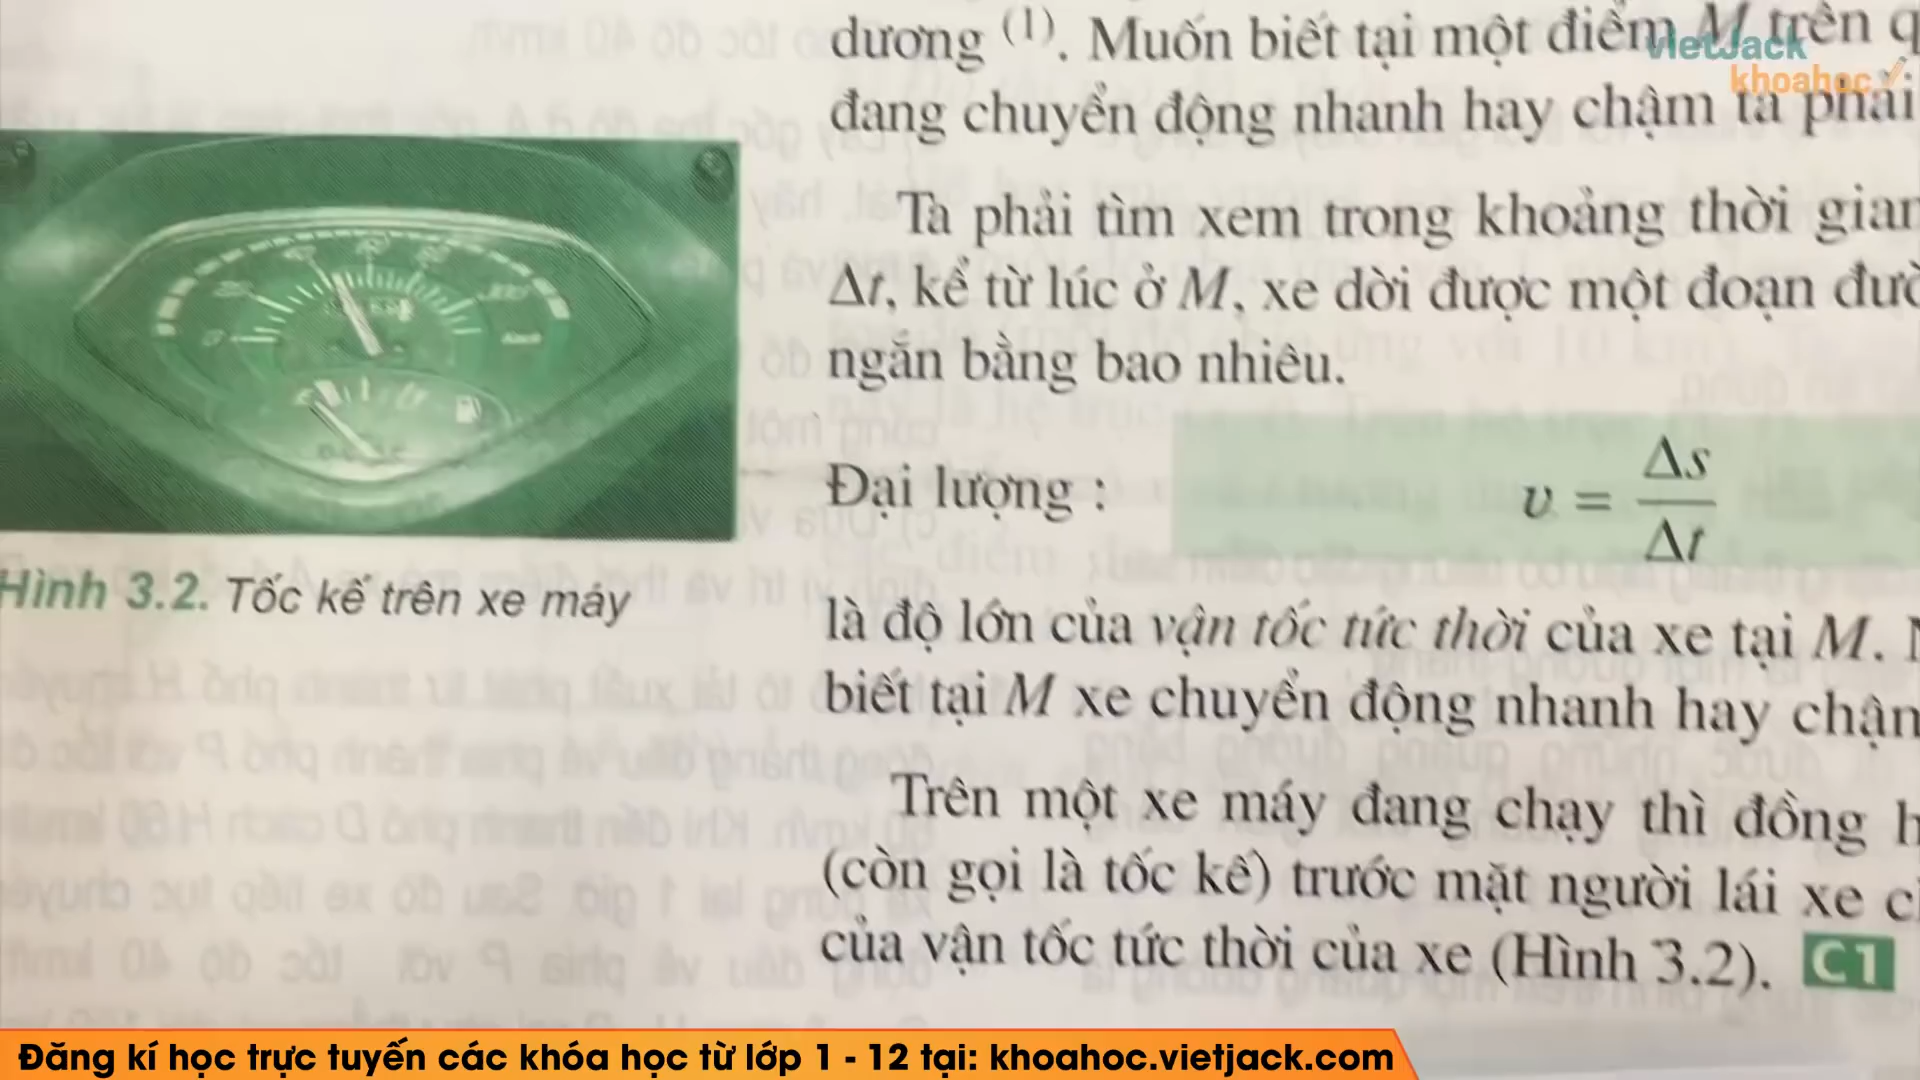 dương (1). Muốn biết tại một điểm M trên q
đang chuyển động nhanh hay chậm ta phải
vietJack
khoahoc
Ta phải tìm xem trong khoảng thời gian
Δt, kể từ lúc ở M, xe dời được một đoạn đườ
ngắn bằng bao nhiêu.
Đại lượng : v = Δs / Δt
Hình 3.2. Tốc kế trên xe máy
là độ lớn của vận tốc tức thời của xe tại M.
biết tại M xe chuyển động nhanh hay chậm
Trên một xe máy đang chạy thì đồng h
(còn gọi là tốc kế) trước mặt người lái xe c
của vận tốc tức thời của xe (Hình 3.2). C1
Đăng kí học trực tuyến các khóa học từ lớp 1 - 12 tại: khoahoc.vietjack.com